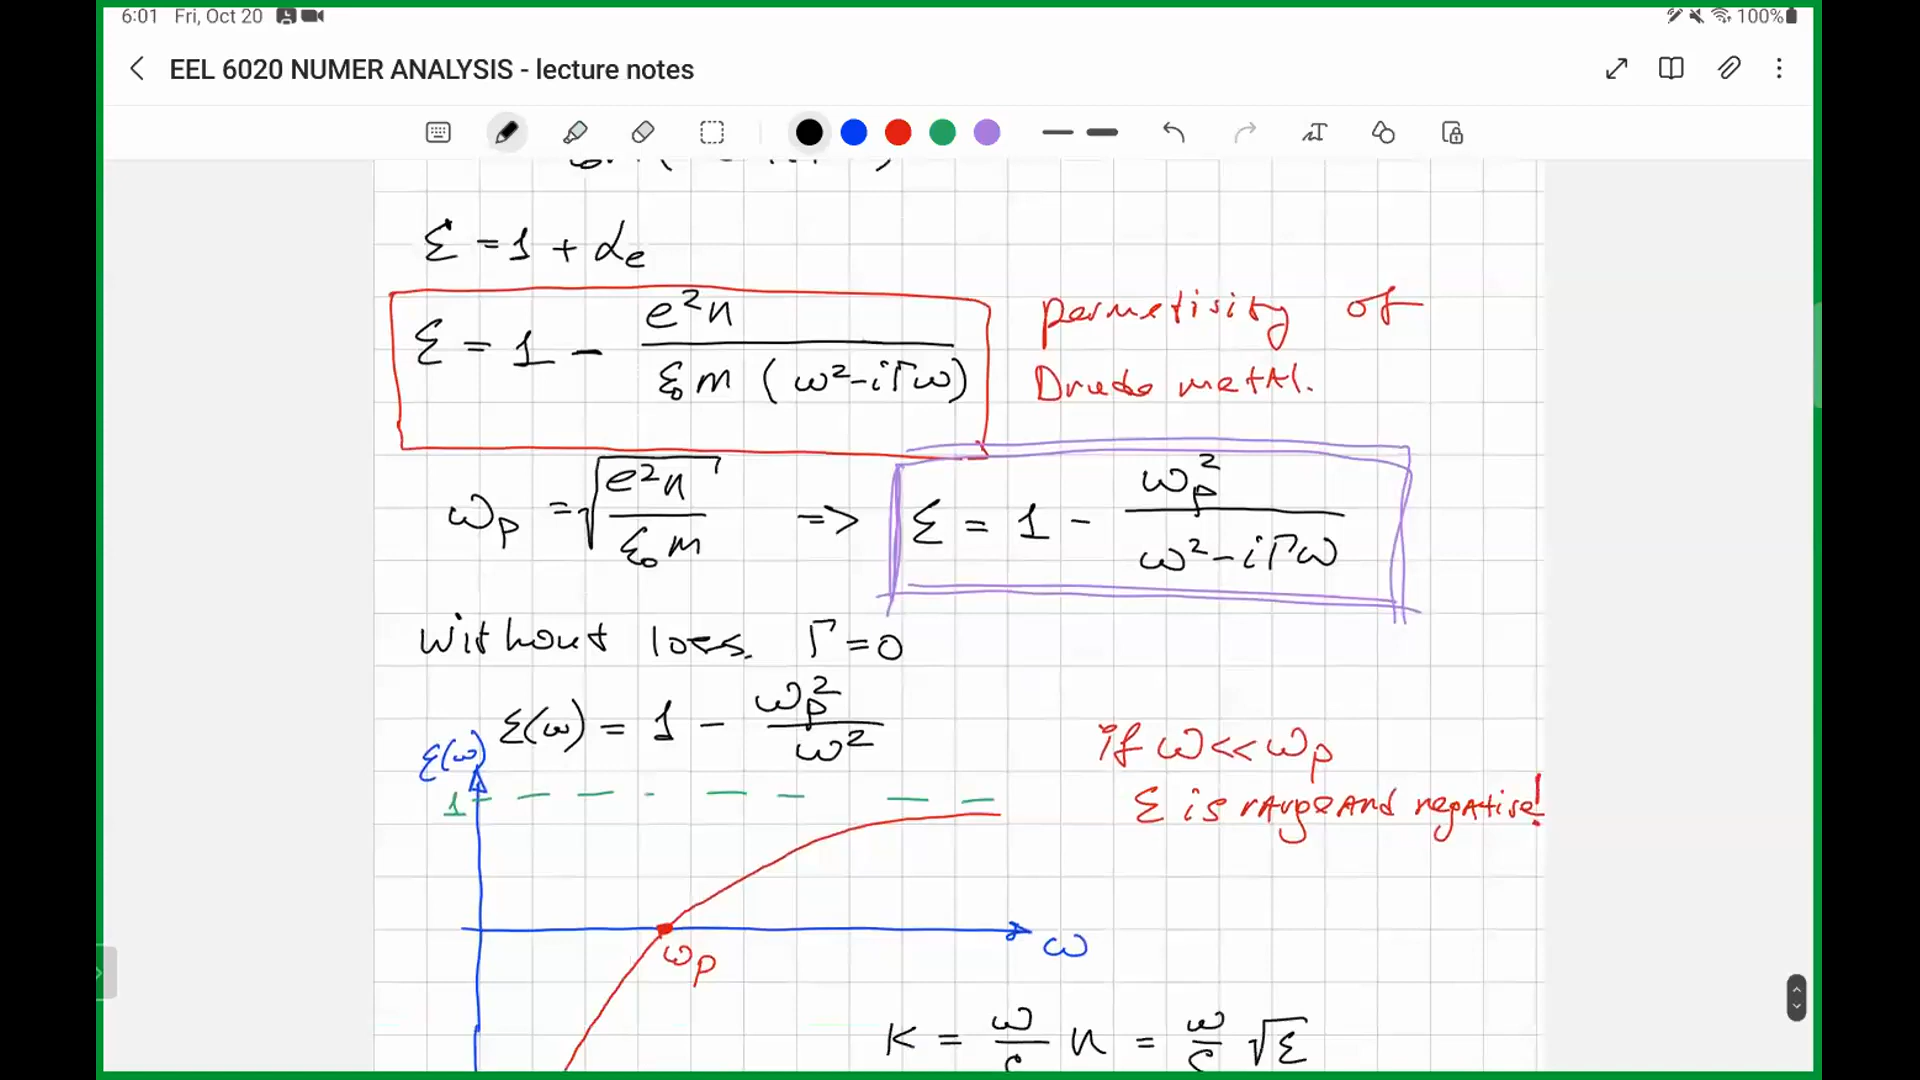 6:01 Fri, Oct 20 100%
EEL 6020 NUMER ANALYSIS - lecture notes
ε = 1 + αe
ε = 1 - e²n / ε₀m (ω²-iΓω)
permetisity of
Drude metal.
ωp = √(e²n / ε₀m) => ε = 1 - ωp² / ω²-iΓω
without loss. Γ=0
ε(ω) = 1 - ωp² / ω²
if ω<<ωp
ε is and negative!
ε(ω)
1
ωp
ω
K = ω/c n = ω/c √ε